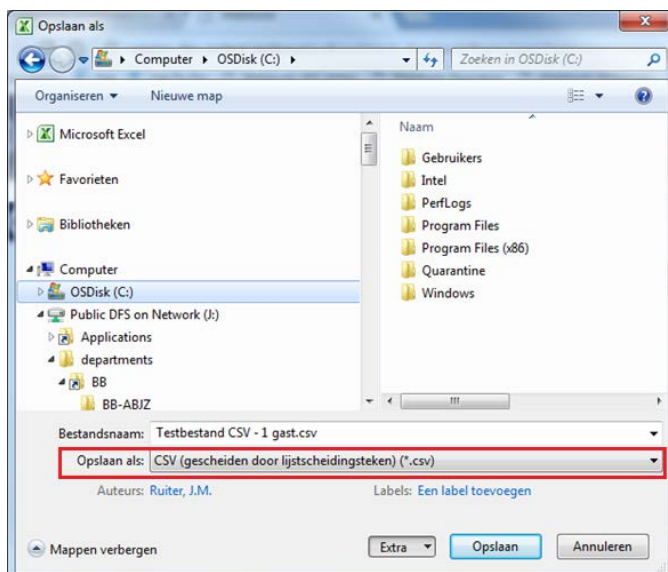 Opslaan als
Computer OSDisk (C:) Zoeken in OSDisk (C:)
Organiseren Nieuwe map
Microsoft Excel
Favorieten
Bibliotheken
Computer
OSDisk (C:)
Public DFS on Network (J:)
Applications
departments
BB
BB-ABJZ
Naam
Gebruikers
Intel
PerfLogs
Program Files
Program Files (x86)
Quarantine
Windows
Bestandsnaam: Testbestand CSV - 1 gast.csv
Opslaan als: CSV (gescheiden door lijstscheidingsteken) (*.csv)
Auteurs: Ruiter, J.M. Labels: Een label toevoegen
Mappen verbergen Extra Opslaan Annuleren